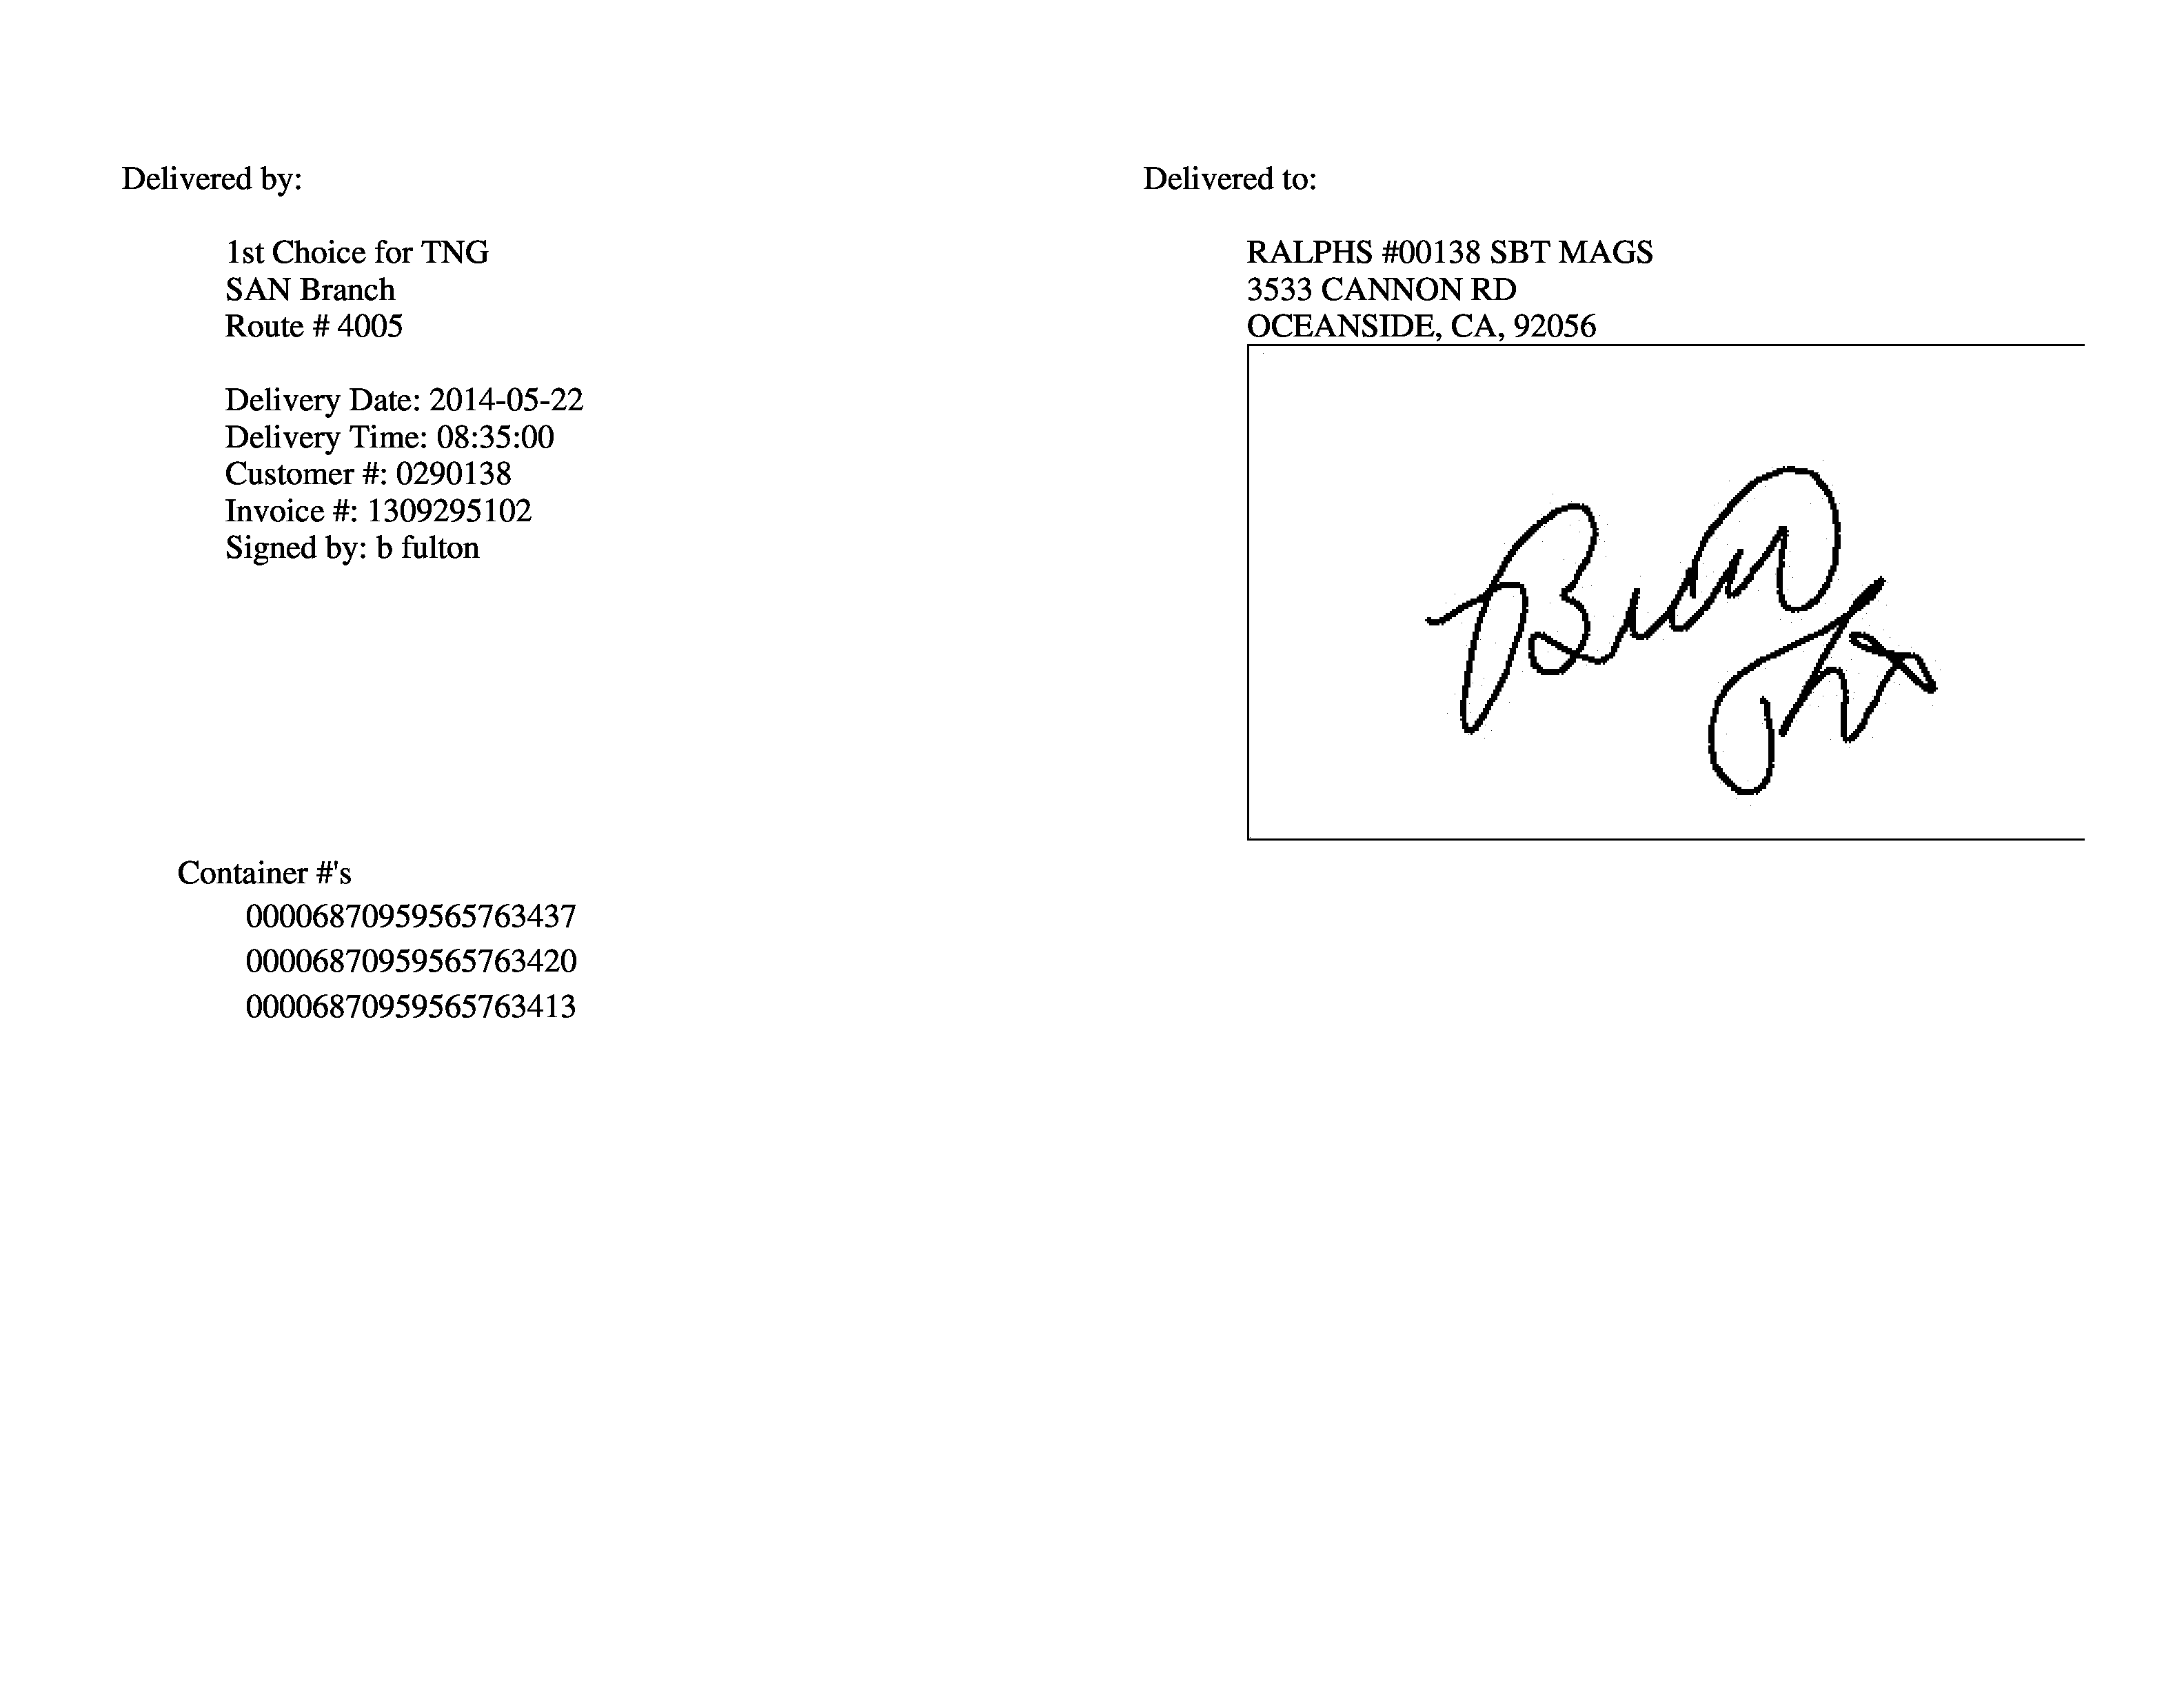 Delivered by:
1st Choice for TNG
SAN Branch
Route # 4005
Delivery Date: 2014-05-22
Delivery Time: 08:35:00
Customer #: 0290138
Invoice #: 1309295102
Signed by: b fulton
Delivered to:
RALPHS #00138 SBT MAGS
3533 CANNON RD
OCEANSIDE, CA, 92056
Container #'s
00006870959565763437
00006870959565763420
00006870959565763413